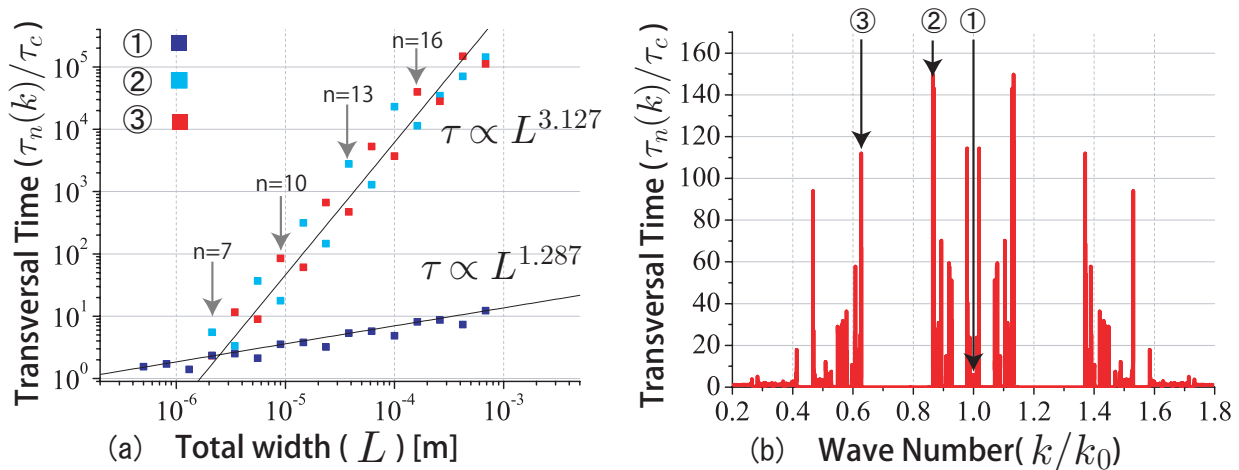 ①
②
③
n=7
n=10
n=13
n=16
τ ∝ L^3.127
τ ∝ L^1.287
Transversal Time (τn(k)/τc)
10^5
10^4
10^3
10^2
10^1
10^0
10^-6 10^-5 10^-4 10^-3
(a) Total width ( L ) [m]
③ ② ①
Transversal Time (τn(k)/τc)
160
140
120
100
80
60
40
20
0
0.2 0.4 0.6 0.8 1.0 1.2 1.4 1.6 1.8
(b) Wave Number( k/k0)